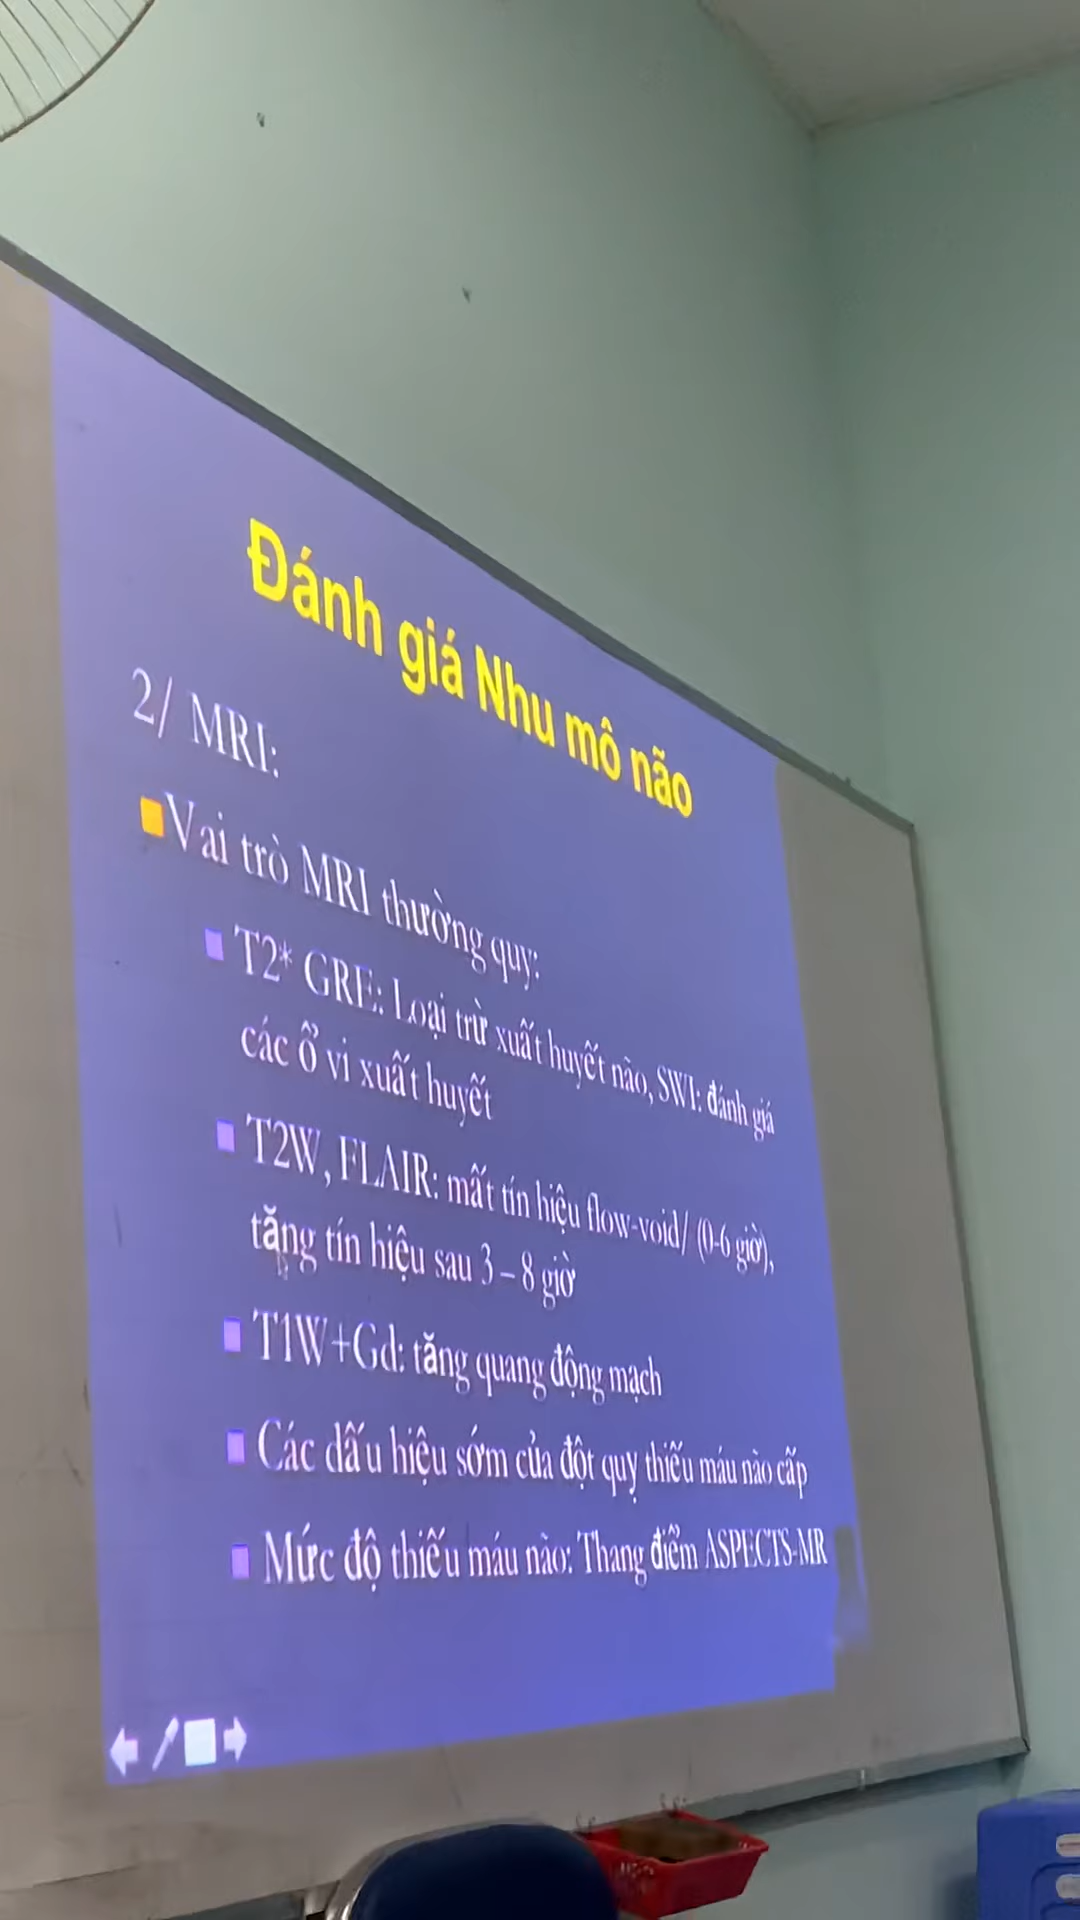 Đánh giá Nhu mô não
2/ MRI:
Vai trò MRI thường quy:
T2* GRE: Loại trừ xuất huyết não, SWI: đánh giá
các ổ vi xuất huyết
T2W, FLAIR: mất tín hiệu flow-void/ (0-6 giờ),
tăng tín hiệu sau 3 – 8 giờ
T1W+Gd: tăng quang động mạch
Các dấu hiệu sớm của đột quỵ thiếu máu não cấp
Mức độ thiếu máu não: Thang điểm ASPECTS-MR